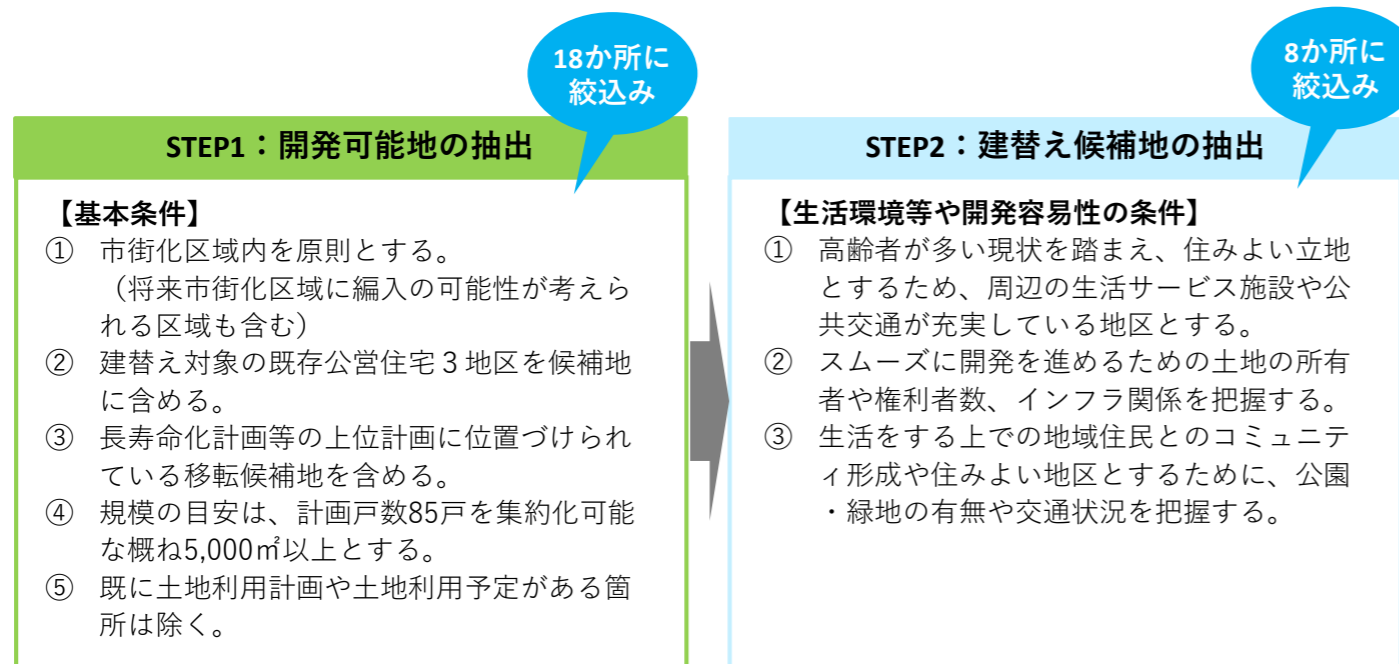 18か所に
絞込み
STEP1：開発可能地の抽出
【基本条件】
① 市街化区域内を原則とする。
（将来市街化区域に編入の可能性が考えら
れる区域も含む）
② 建替え対象の既存公営住宅３地区を候補地
に含める。
③ 長寿命化計画等の上位計画に位置づけられ
ている移転候補地を含める。
④ 規模の目安は、計画戸数85戸を集約化可能
な概ね5,000㎡以上とする。
⑤ 既に土地利用計画や土地利用予定がある箇
所は除く。
8か所に
絞込み
STEP2：建替え候補地の抽出
【生活環境等や開発容易性の条件】
① 高齢者が多い現状を踏まえ、住みよい立地
とするため、周辺の生活サービス施設や公
共交通が充実している地区とする。
② スムーズに開発を進めるための土地の所有
者や権利者数、インフラ関係を把握する。
③ 生活をする上での地域住民とのコミュニテ
ィ形成や住みよい地区とするために、公園
・緑地の有無や交通状況を把握する。